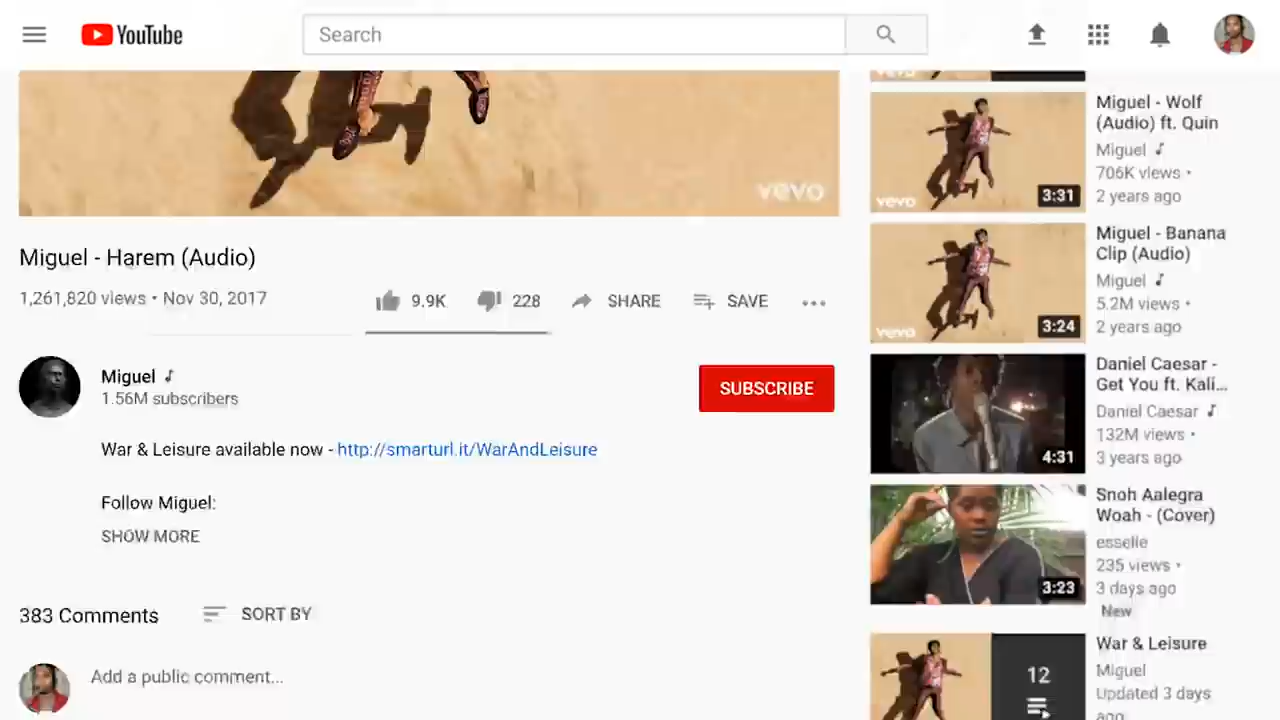 YouTube
Search
vevo
Miguel - Harem (Audio)
1,261,820 views • Nov 30, 2017
9.9K
228
SHARE
SAVE
Miguel
1.56M subscribers
SUBSCRIBE
War & Leisure available now - http://smarturl.it/WarAndLeisure
Follow Miguel:
SHOW MORE
383 Comments
SORT BY
Add a public comment...
vevo
vevo
3:31
Miguel - Wolf
(Audio) ft. Quin
Miguel
706K views •
2 years ago
vevo
3:24
Miguel - Banana
Clip (Audio)
Miguel
5.2M views •
2 years ago
4:31
Daniel Caesar -
Get You ft. Kali...
Daniel Caesar
132M views •
3 years ago
3:23
Snoh Aalegra
Woah - (Cover)
esselle
235 views •
3 days ago
New
12
War & Leisure
Miguel
Updated 3 days
ago